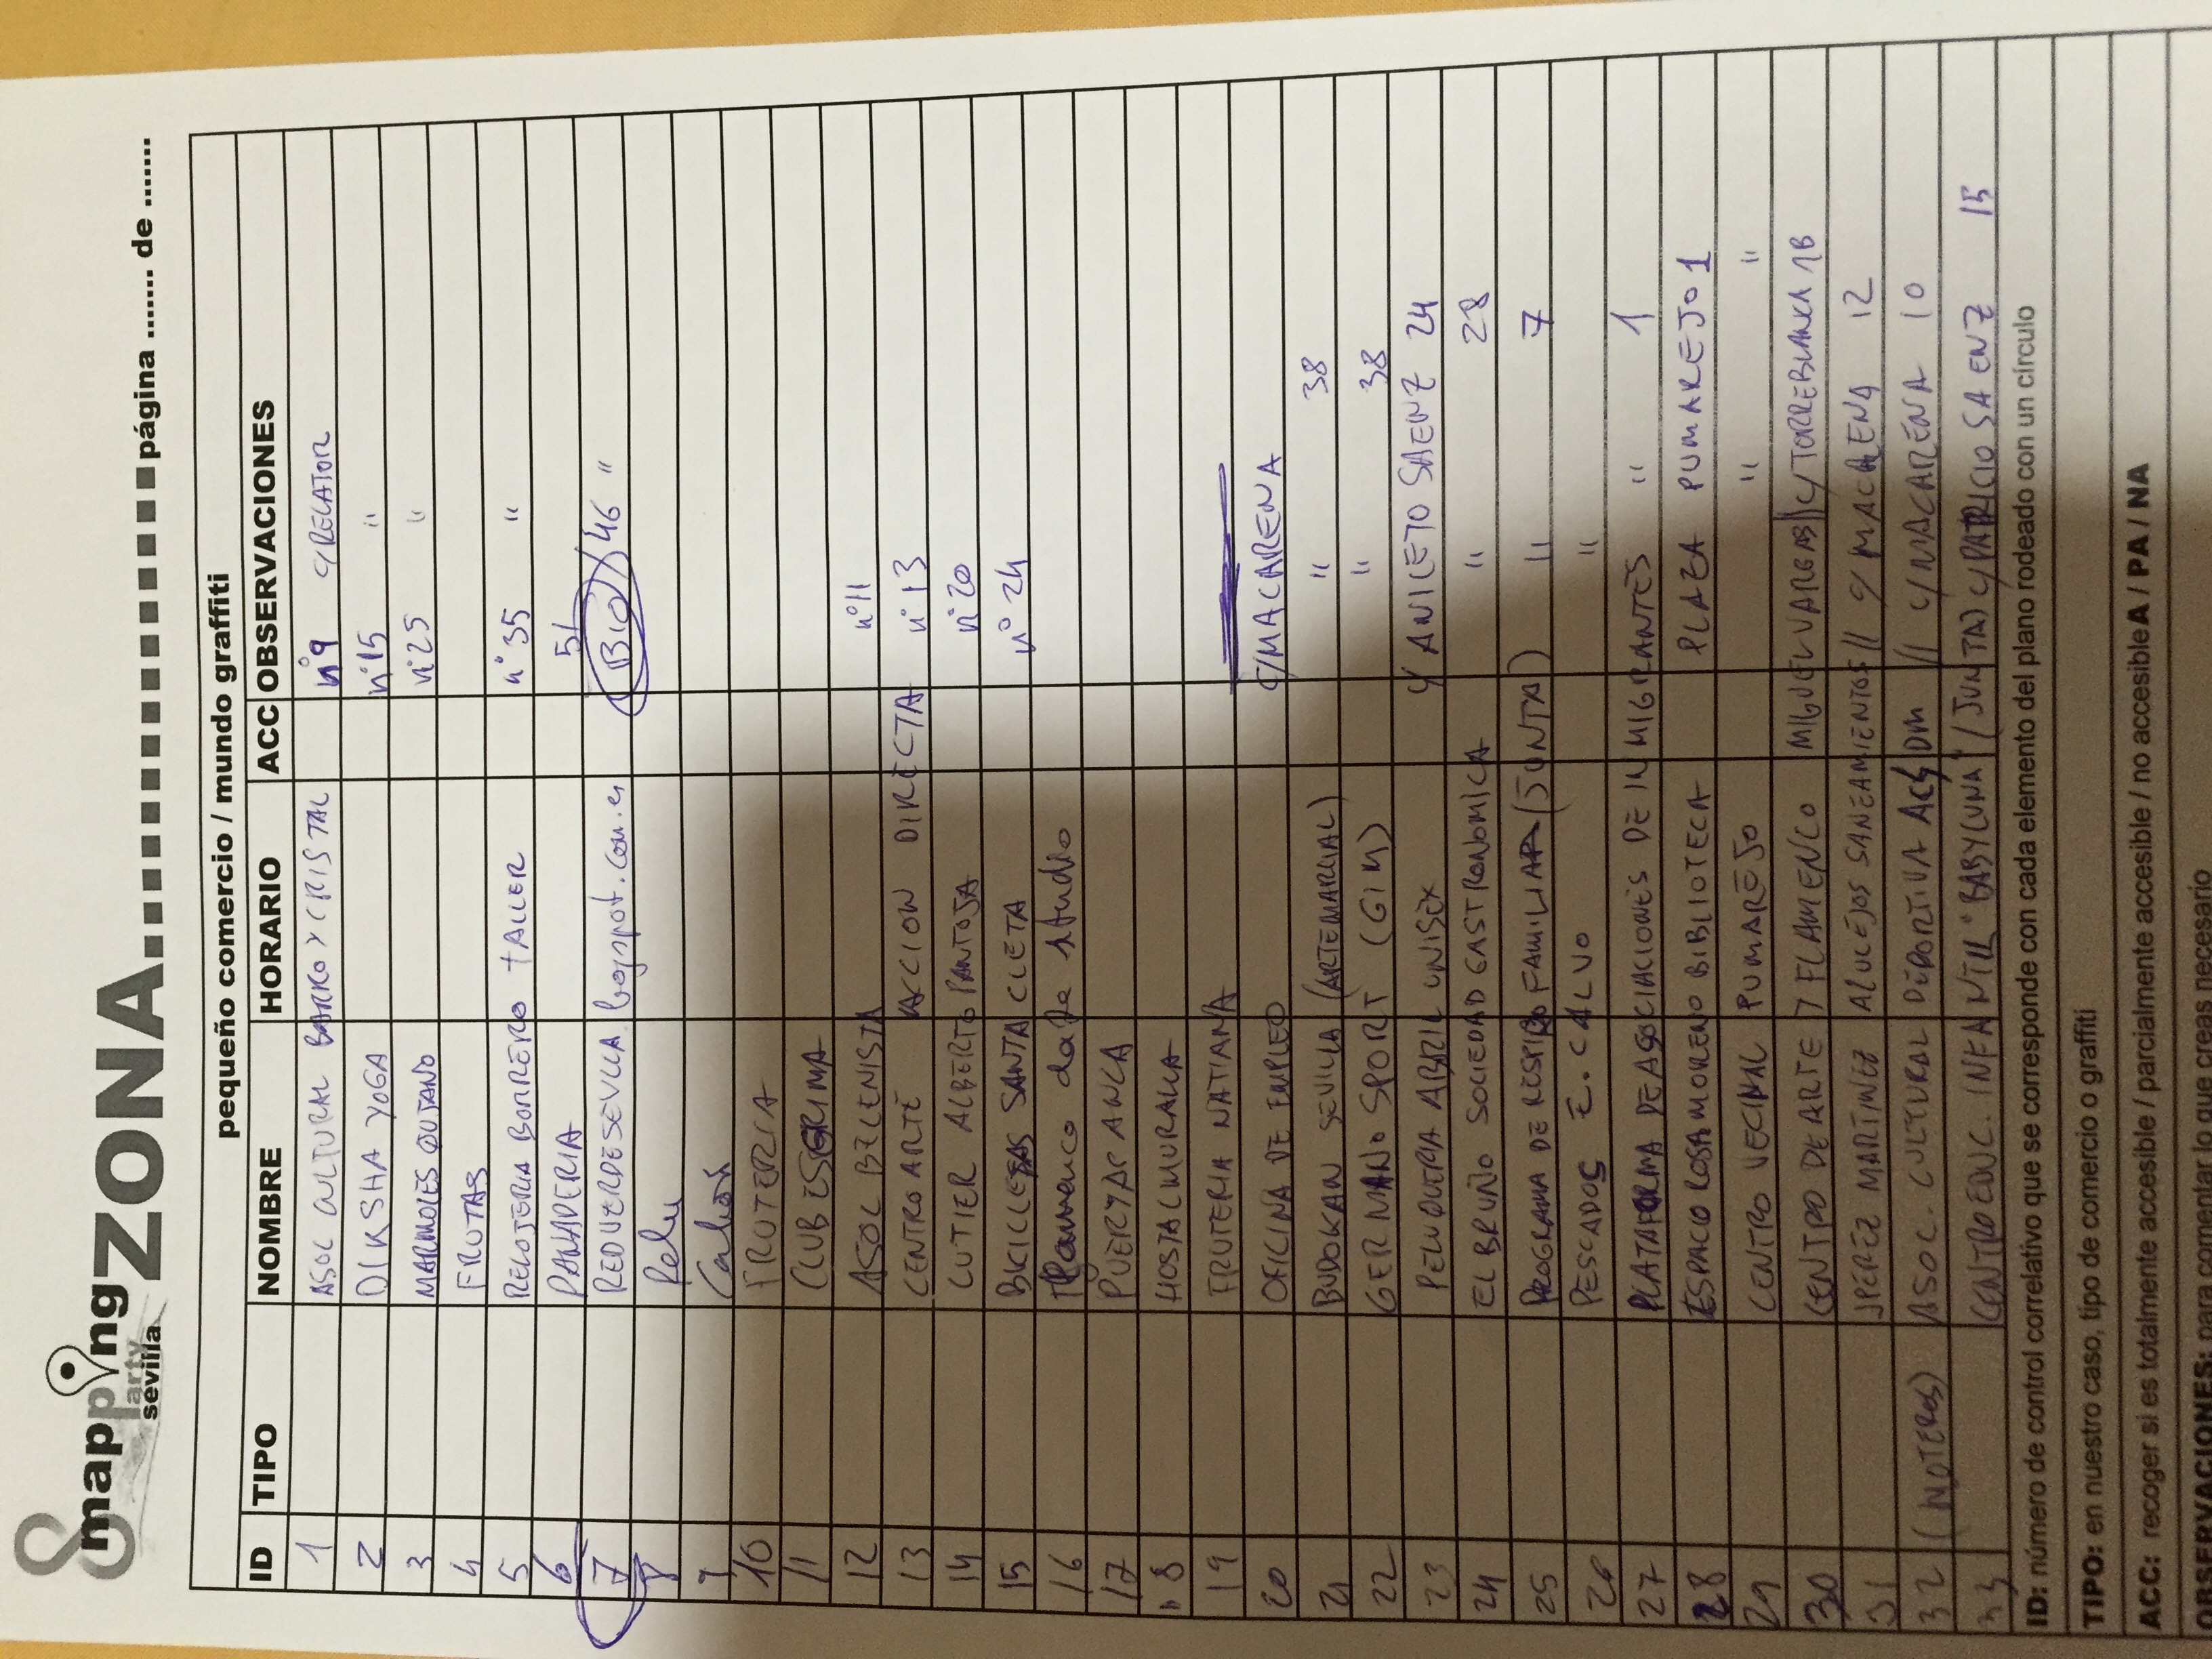 8 mapping party sevilla ZONA................página ....... de .......
pequeño comercio / mundo graffiti
ID TIPO NOMBRE HORARIO ACC OBSERVACIONES
1 ASOC CULTURAL BARRO Y CRISTAL nº9 C/RELATOR
2 DIKSHA YOGA nº15 "
3 MARMOLES QUIJANO nº25 "
4 FRUTAS
5 RELOJERIA BORRERO TALLER nº35 "
6 PANADERIA 51
7 REDVERDESEVILLA. blogspot.com.es BIO / 46 "
8
9
10 FRUTERIA
11 CLUB ESGRIMA
12 ASOC BELENISTA nº11
13 CENTRO ARTE ACCION DIRECTA nº13
14 LUTIER ALBERTO PANTOJA nº20
15 BICICLETAS SANTA CLETA nº24
16 Flamenco danza studio
17
18 HOSTAL MURALLA
19 FRUTERIA NATIANA
20 OFICINA DE EMPLEO C/MACARENA
21 BUDOKAN SEVILLA (ARTE MARCIAL) " 38
22 GERMANO SPORT (GIM) " 38
23 PELUQUERIA ABRIL UNISEX C/ ANICETO SAENZ 24
24 EL BRUÑO SOCIEDAD GASTRONOMICA " 28
25 PROGRAMA DE RESPIRO FAMILIAR (JUNTA) " 7
26 PESCADOS E. CALVO "
27 PLATAFORMA DE ASOCIACIONES DE INMIGRANTES " 1
28 ESPACIO ROSA MORENO BIBLIOTECA PLAZA PUMAREJO 1
29 CENTRO VECINAL PUMAREJO " "
30 CENTRO DE ARTE Y FLAMENCO MIGUEL VARGAS // C/ TORREBLANCA 18
31 JPEREZ MARTINEZ AZULEJOS SANEAMIENTOS // C/ MACARENA 12
32 (MOTEROS) ASOC. CULTURAL DEPORTIVA DM // C/MACARENA 10
33 CENTRO EDUC. INFANTIL "BABYLUNA" (JUNTA) C/PATRICIO SAENZ 15
ID: número de control correlativo que se corresponde con cada elemento del plano rodeado con un círculo
TIPO: en nuestro caso, tipo de comercio o graffiti
ACC: recoger si es totalmente accesible / parcialmente accesible / no accesible A / PA / NA
OBSERVACIONES: para comentar lo que creas necesario